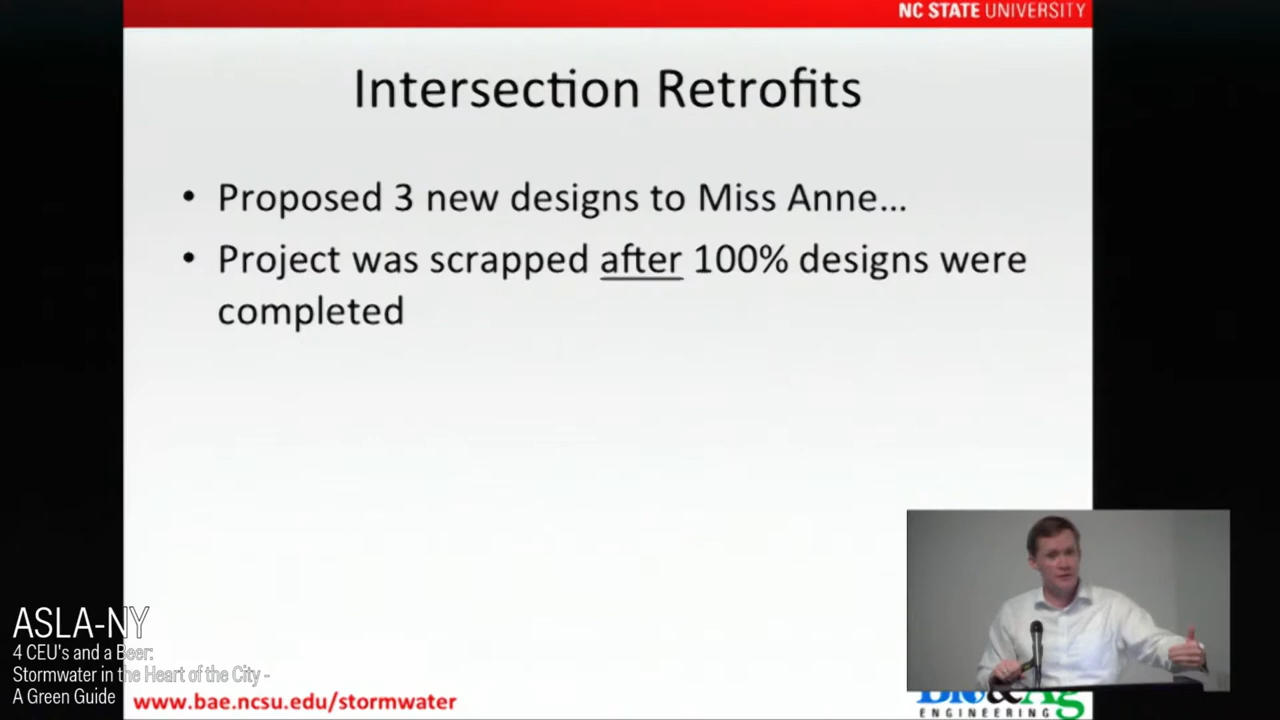 NC STATE UNIVERSITY
Intersection Retrofits
• Proposed 3 new designs to Miss Anne...
• Project was scrapped after 100% designs were
completed
ASLA-NY
4 CEU's and a Beer:
Stormwater in the Heart of the City -
A Green Guide
www.bae.ncsu.edu/stormwater
Bio&Ag
ENGINEERING